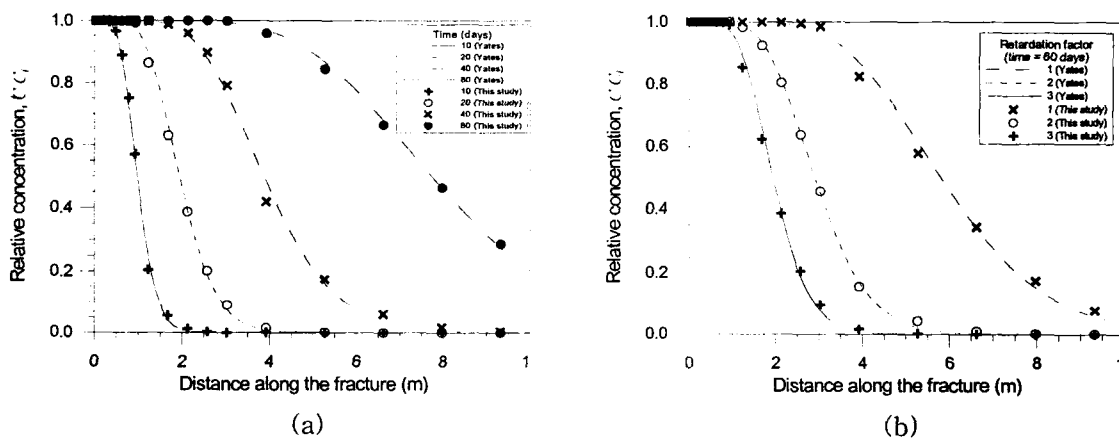 Relative concentration, C/Ci
1.0
0.8
0.6
0.4
0.2
0.0
0
2
4
6
8
1
Distance along the fracture (m)
Time (days)
10 (Yates)
20 (Yates)
40 (Yates)
80 (Yates)
10 (This study)
20 (This study)
40 (This study)
80 (This study)
(a)
Relative concentration, C/Ci
1.0
0.8
0.6
0.4
0.2
0.0
0
2
4
6
8
1
Distance along the fracture (m)
Retardation factor
(time = 60 days)
1 (Yates)
2 (Yates)
3 (Yates)
1 (This study)
2 (This study)
3 (This study)
(b)